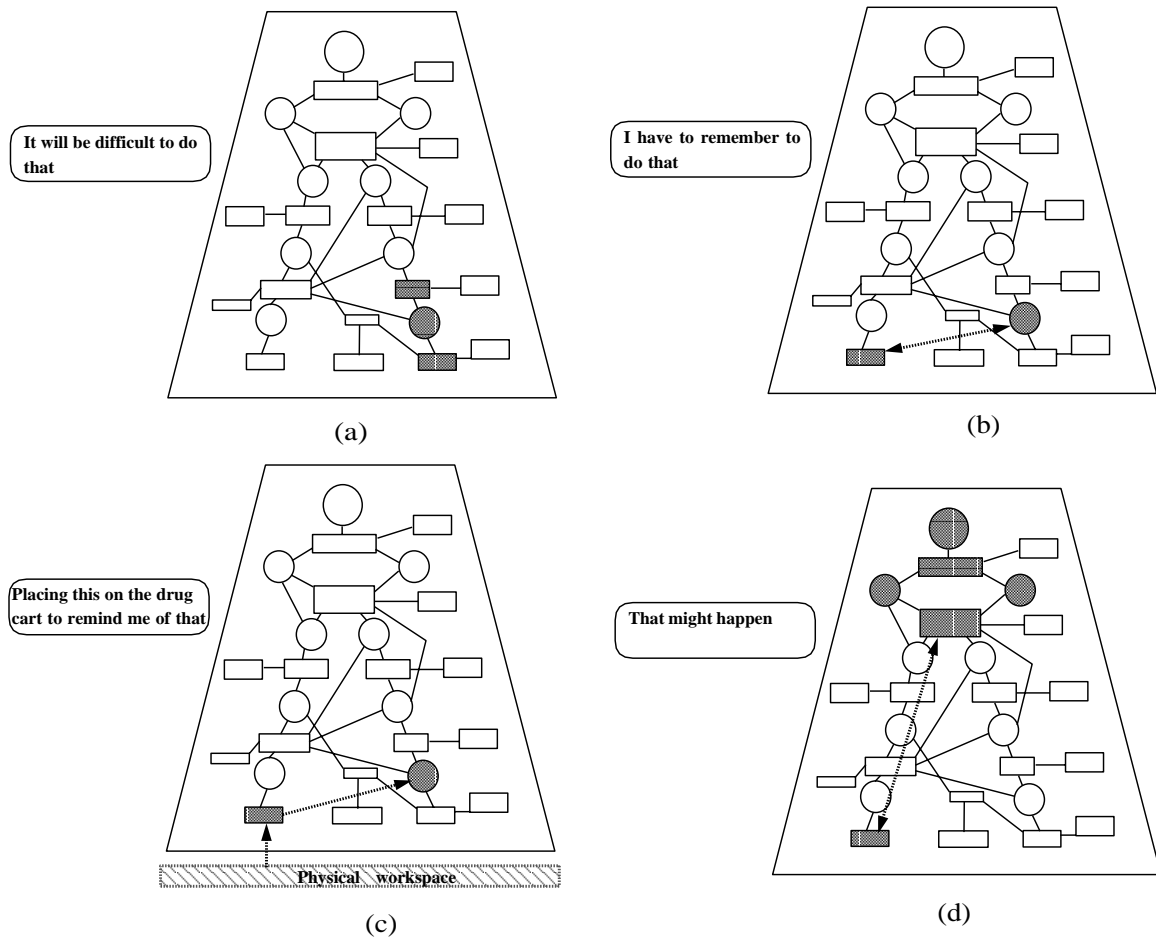 It will be difficult to do
that
(a)
I have to remember to
do that
(b)
Placing this on the drug
cart to remind me of that
Physical workspace
(c)
That might happen
(d)